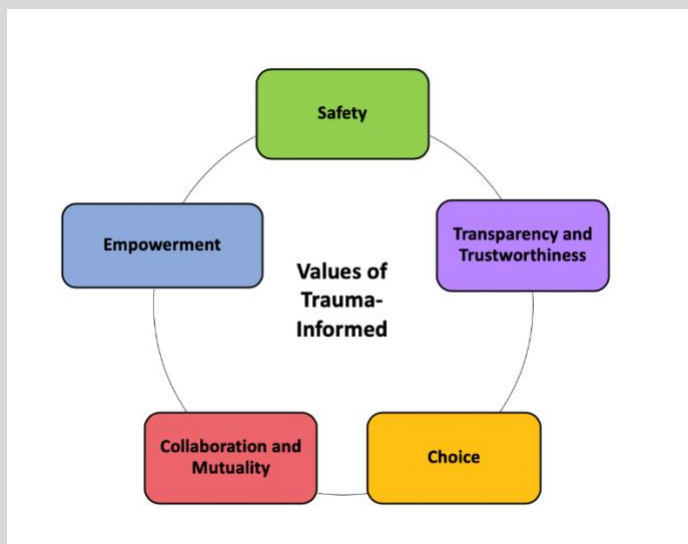 Safety
Transparency and
Trustworthiness
Choice
Collaboration and
Mutuality
Empowerment
Values of
Trauma-
Informed